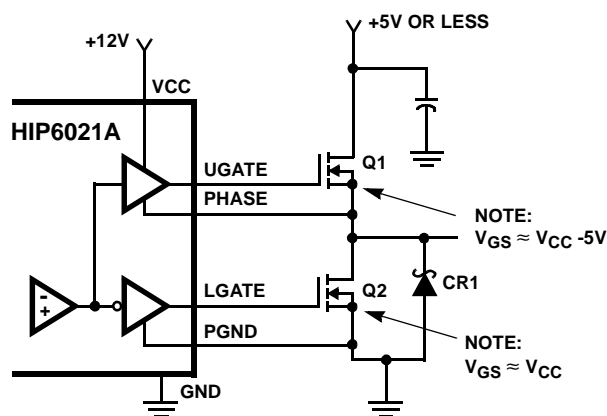 +5V OR LESS
+12V
VCC
HIP6021A
UGATE
Q1
PHASE
NOTE:
VGS ≈ VCC -5V
-
+
LGATE
Q2
CR1
PGND
NOTE:
VGS ≈ VCC
GND